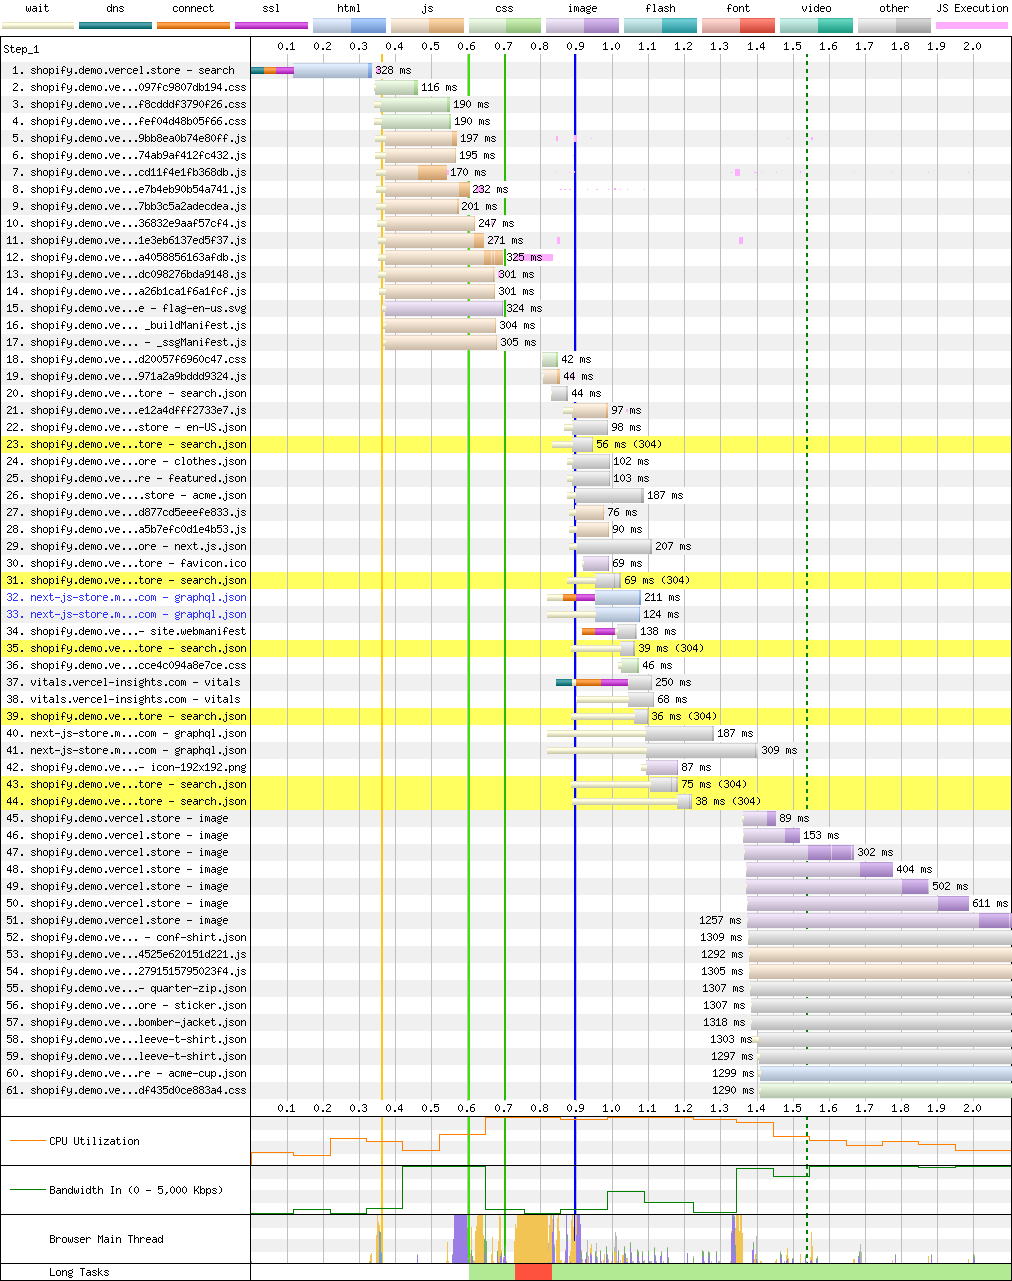 wait dns connect ssl html js css image flash font video other JS Execution
Step_1 0.1 0.2 0.3 0.4 0.5 0.6 0.7 0.8 0.9 1.0 1.1 1.2 1.3 1.4 1.5 1.6 1.7 1.8 1.9 2.0
1. shopify.demo.vercel.store - search 328 ms
2. shopify.demo.ve...097fc9807db194.css 116 ms
3. shopify.demo.ve...f8cdddf3790f26.css 190 ms
4. shopify.demo.ve...fef04d48b05f66.css 190 ms
5. shopify.demo.ve...9bb8ea0b74e80ff.js 197 ms
6. shopify.demo.ve...74ab9af412fc432.js 195 ms
7. shopify.demo.ve...cd11f4e1fb368db.js 170 ms
8. shopify.demo.ve...e7b4eb90b54a741.js 232 ms
9. shopify.demo.ve...7bb3c5a2adecdea.js 201 ms
10. shopify.demo.ve...36832e9aaf57cf4.js 247 ms
11. shopify.demo.ve...1e3eb6137ed5f37.js 271 ms
12. shopify.demo.ve...a4058856163afdb.js 325 ms
13. shopify.demo.ve...dc098276bda9148.js 301 ms
14. shopify.demo.ve...a26b1ca1f6a1fcf.js 301 ms
15. shopify.demo.ve...e - flag-en-us.svg 324 ms
16. shopify.demo.ve... _buildManifest.js 304 ms
17. shopify.demo.ve... - _ssgManifest.js 305 ms
18. shopify.demo.ve...d20057f6960c47.css 42 ms
19. shopify.demo.ve...971a2a9bddd9324.js 44 ms
20. shopify.demo.ve...tore - search.json 44 ms
21. shopify.demo.ve...e12a4dfff2733e7.js 97 ms
22. shopify.demo.ve...store - en-US.json 98 ms
23. shopify.demo.ve...tore - search.json 56 ms (304)
24. shopify.demo.ve...ore - clothes.json 102 ms
25. shopify.demo.ve...re - featured.json 103 ms
26. shopify.demo.ve....store - acme.json 187 ms
27. shopify.demo.ve...d877cd5eeefe833.js 76 ms
28. shopify.demo.ve...a5b7efc0d1e4b53.js 90 ms
29. shopify.demo.ve...ore - next.js.json 207 ms
30. shopify.demo.ve...tore - favicon.ico 69 ms
31. shopify.demo.ve...tore - search.json 69 ms (304)
32. next-js-store.m...com - graphql.json 211 ms
33. next-js-store.m...com - graphql.json 124 ms
34. shopify.demo.ve...- site.webmanifest 138 ms
35. shopify.demo.ve...tore - search.json 39 ms (304)
36. shopify.demo.ve...cce4c094a8e7ce.css 46 ms
37. vitals.vercel-insights.com - vitals 250 ms
38. vitals.vercel-insights.com - vitals 68 ms
39. shopify.demo.ve...tore - search.json 36 ms (304)
40. next-js-store.m...com - graphql.json 187 ms
41. next-js-store.m...com - graphql.json 309 ms
42. shopify.demo.ve...- icon-192x192.png 87 ms
43. shopify.demo.ve...tore - search.json 75 ms (304)
44. shopify.demo.ve...tore - search.json 38 ms (304)
45. shopify.demo.vercel.store - image 89 ms
46. shopify.demo.vercel.store - image 153 ms
47. shopify.demo.vercel.store - image 302 ms
48. shopify.demo.vercel.store - image 404 ms
49. shopify.demo.vercel.store - image 502 ms
50. shopify.demo.vercel.store - image 611 ms
51. shopify.demo.vercel.store - image 1257 ms
52. shopify.demo.ve... - conf-shirt.json 1309 ms
53. shopify.demo.ve...4525e620151d221.js 1292 ms
54. shopify.demo.ve...2791515795023f4.js 1305 ms
55. shopify.demo.ve...- quarter-zip.json 1307 ms
56. shopify.demo.ve...ore - sticker.json 1307 ms
57. shopify.demo.ve...bomber-jacket.json 1318 ms
58. shopify.demo.ve...leeve-t-shirt.json 1303 ms
59. shopify.demo.ve...leeve-t-shirt.json 1297 ms
60. shopify.demo.ve...re - acme-cup.json 1299 ms
61. shopify.demo.ve...df435d0ce883a4.css 1290 ms
0.1 0.2 0.3 0.4 0.5 0.6 0.7 0.8 0.9 1.0 1.1 1.2 1.3 1.4 1.5 1.6 1.7 1.8 1.9 2.0
CPU Utilization
Bandwidth In (0 - 5,000 Kbps)
Browser Main Thread
Long Tasks